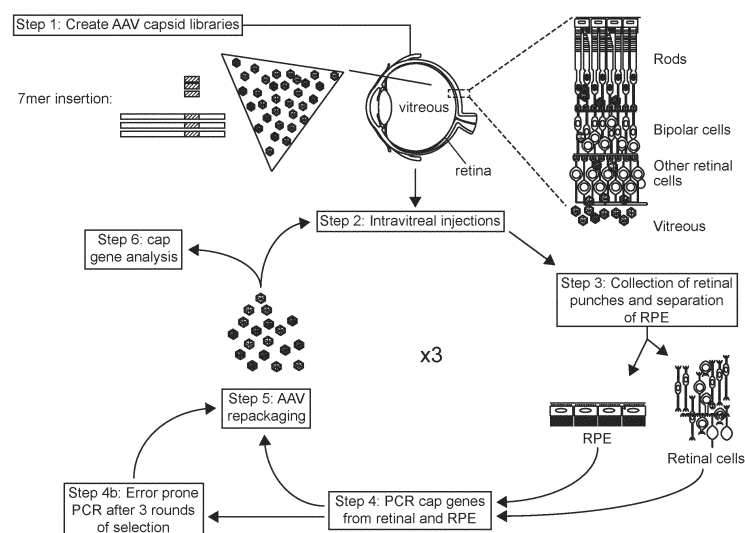 Step 1: Create AAV capsid libraries
7mer insertion:
vitreous
retina
Rods
Bipolar cells
Other retinal
cells
Vitreous
Step 2: Intravitreal injections
Step 6: cap
gene analysis
Step 3: Collection of retinal
punches and separation
of RPE
x3
Step 5: AAV
repackaging
RPE
Retinal cells
Step 4b: Error prone
PCR after 3 rounds
of selection
Step 4: PCR cap genes
from retinal and RPE